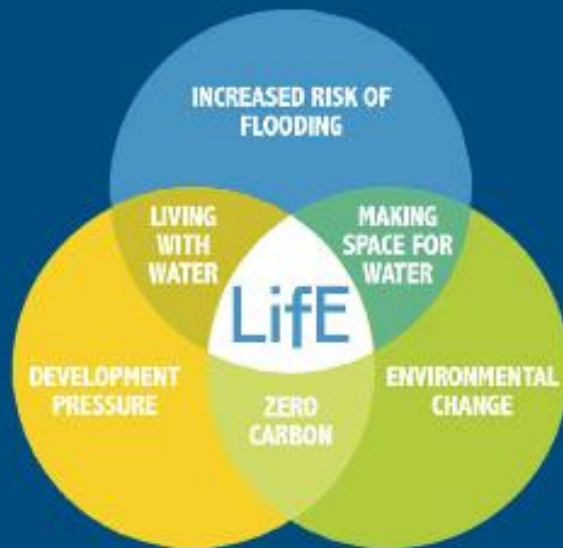 INCREASED RISK OF
FLOODING
LIVING
WITH
WATER
MAKING
SPACE FOR
WATER
LifE
DEVELOPMENT
PRESSURE
ZERO
CARBON
ENVIRONMENTAL
CHANGE